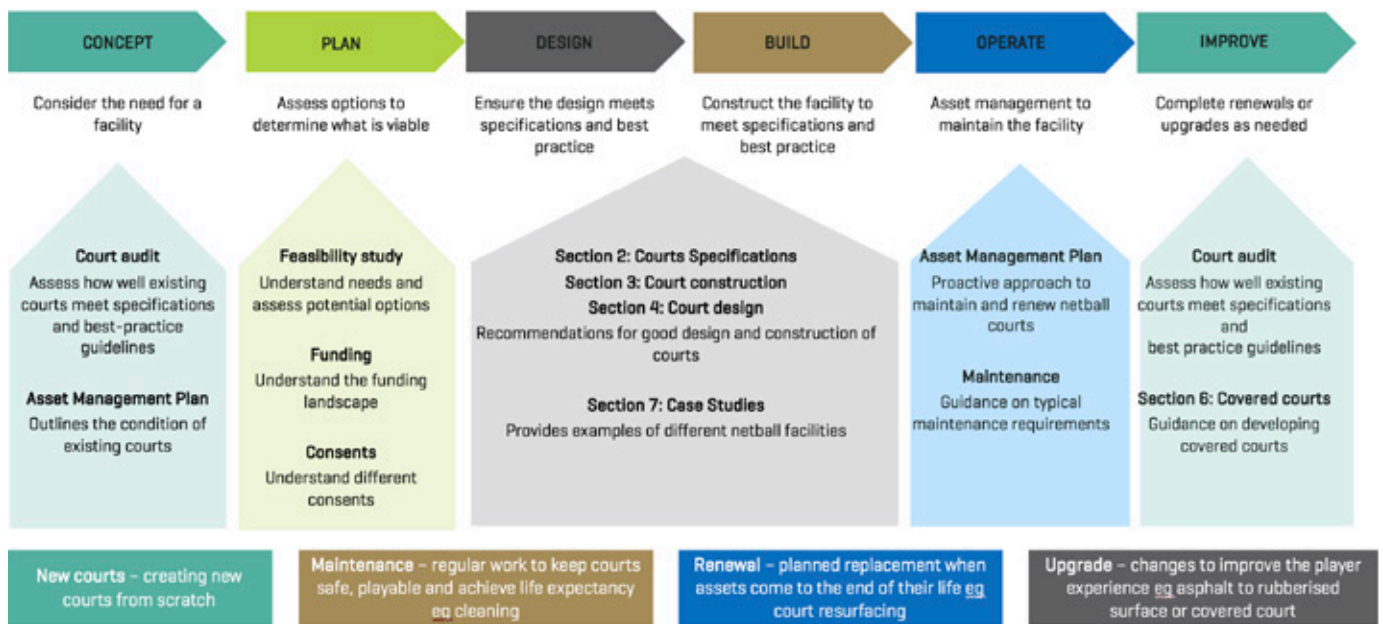 CONCEPT
PLAN
DESIGN
BUILD
OPERATE
IMPROVE
Consider the need for a
facility
Assess options to
determine what is viable
Ensure the design meets
specifications and best
practice
Construct the facility to
meet specifications and
best practice
Asset management to
maintain the facility
Complete renewals or
upgrades as needed
Court audit
Assess how well existing
courts meet specifications
and best-practice
guidelines
Asset Management Plan
Outlines the condition of
existing courts
Feasibility study
Understand needs and
assess potential options
Funding
Understand the funding
landscape
Consents
Understand different
consents
Section 2: Courts Specifications
Section 3: Court construction
Section 4: Court design
Recommendations for good design and construction of
courts
Section 7: Case Studies
Provides examples of different netball facilities
Asset Management Plan
Proactive approach to
maintain and renew netball
courts
Maintenance
Guidance on typical
maintenance requirements
Court audit
Assess how well existing
courts meet specifications
and
best practice guidelines
Section 6: Covered courts
Guidance on developing
covered courts
New courts – creating new
courts from scratch
Maintenance – regular work to keep courts
safe, playable and achieve life expectancy
eg cleaning
Renewal – planned replacement when
assets come to the end of their life eg
court resurfacing
Upgrade – changes to improve the player
experience eg asphalt to rubberised
surface or covered court